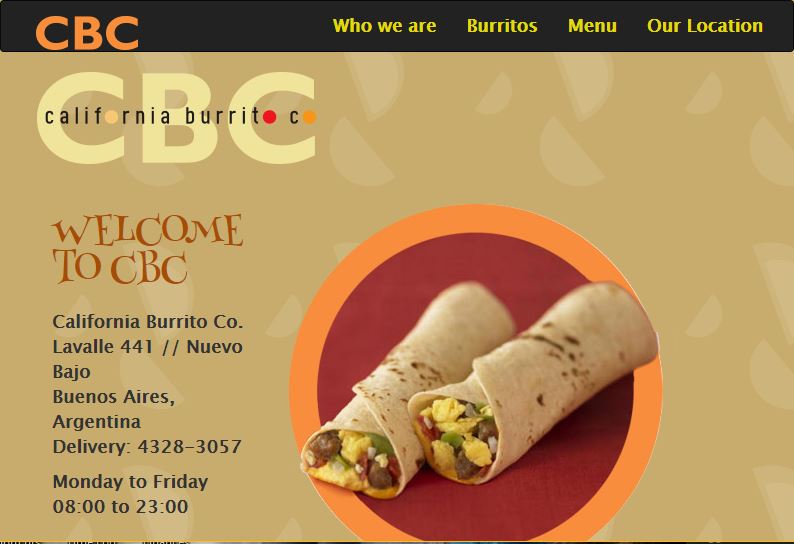 CBC
Who we are
Burritos
Menu
Our Location
CBC
california burrito co
WELCOME
TO CBC
California Burrito Co.
Lavalle 441 // Nuevo
Bajo
Buenos Aires,
Argentina
Delivery: 4328-3057
Monday to Friday
08:00 to 23:00